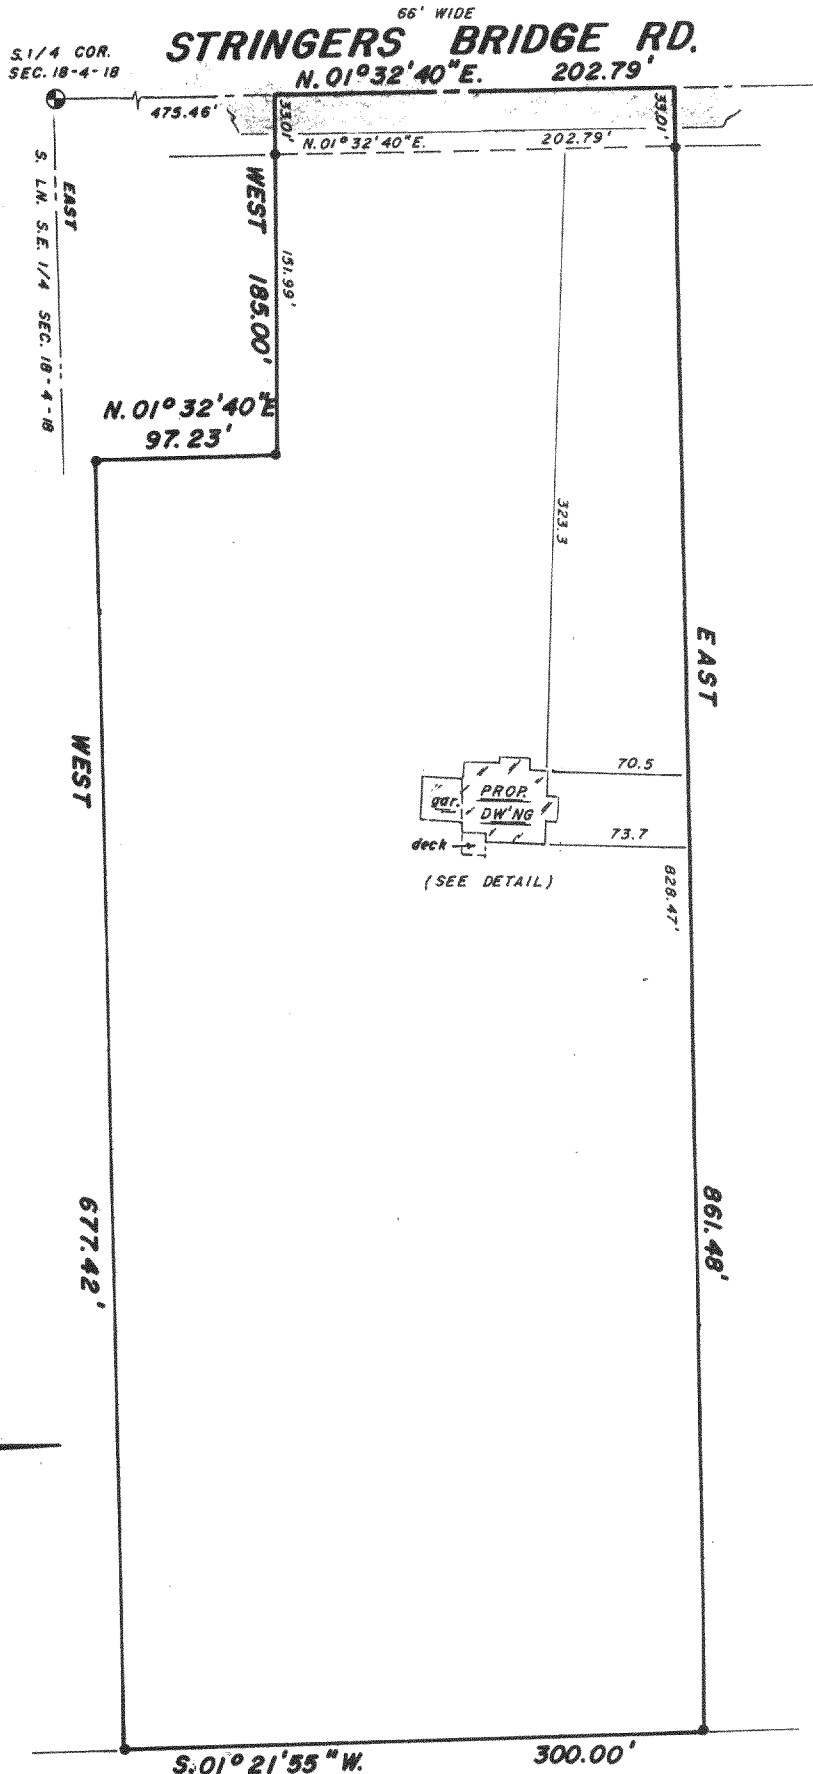 66' WIDE
STRINGERS BRIDGE RD.
S.1/4 COR.
SEC. 18-4-18
N. 01° 32' 40" E. 202.79'
475.46'
33.01'
33.01'
N. 01° 32' 40" E. 202.79'
EAST
S. LN. S.E. 1/4 SEC. 18-4-18
WEST 185.00'
151.99'
N. 01° 32' 40" E
97.23'
323.3
EAST
WEST
70.5
gar.
PROP.
DW'NG
73.7
deck
(SEE DETAIL)
828.47'
677.42'
861.48'
S. 01° 21' 55" W. 300.00'